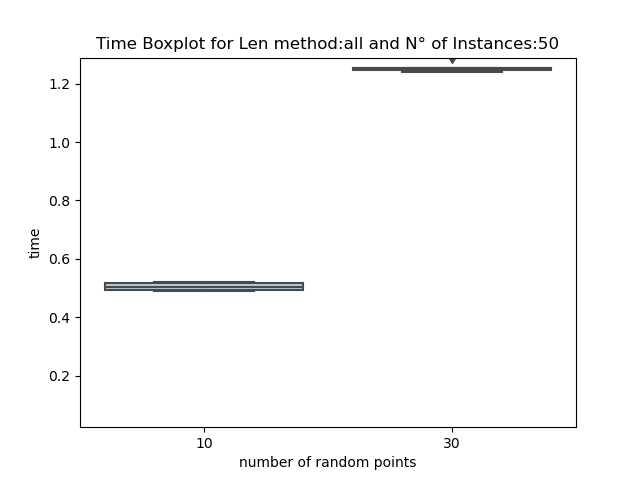 Time Boxplot for Len method:all and N° of Instances:50
1.2
1.0
0.8
0.6
0.4
0.2
time
10
30
number of random points